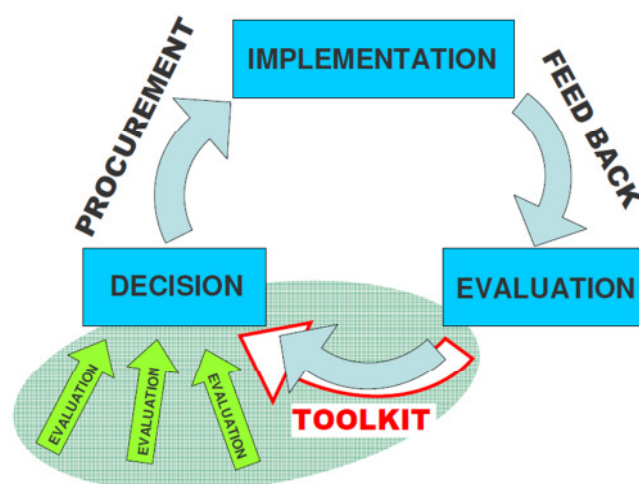 IMPLEMENTATION
PROCUREMENT
FEED BACK
DECISION
EVALUATION
EVALUATION
EVALUATION
EVALUATION
TOOLKIT